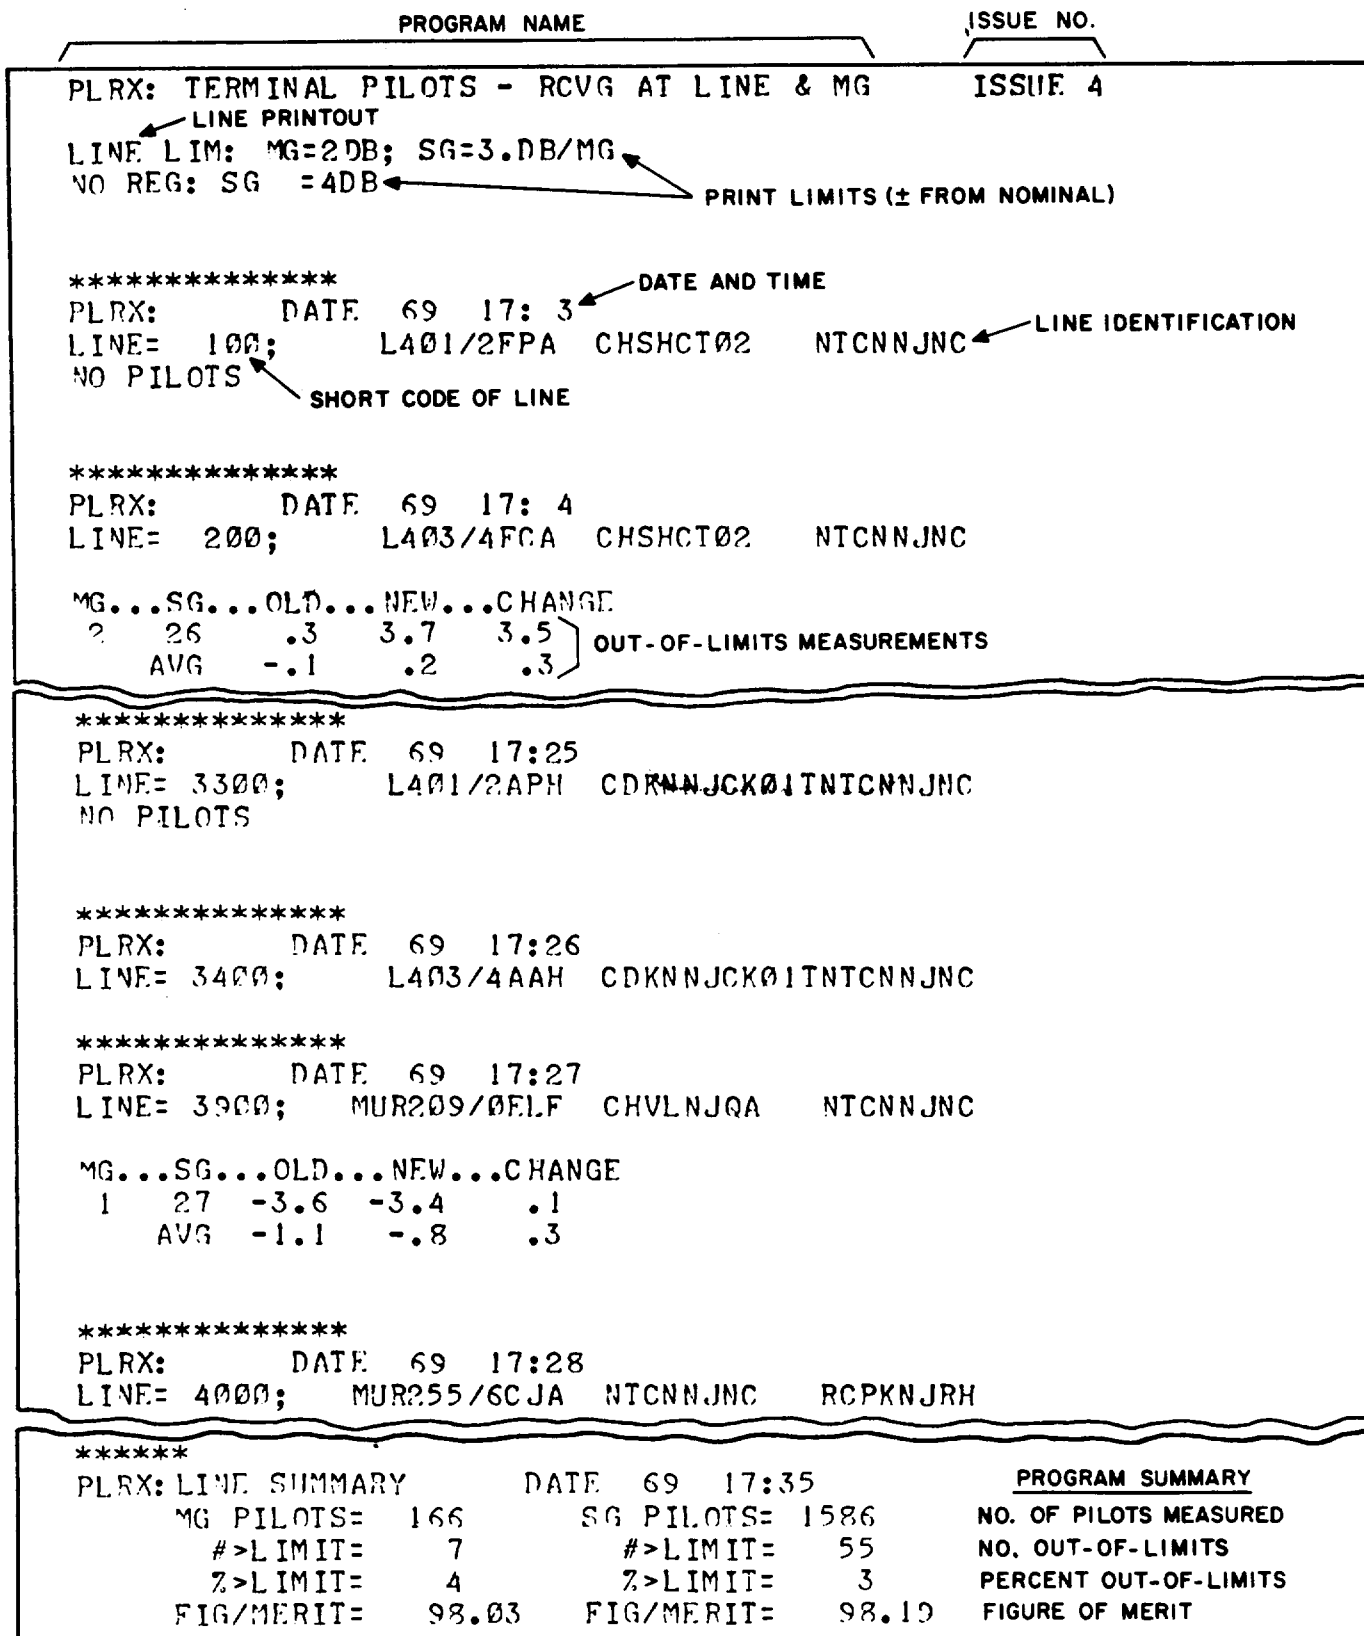 PROGRAM NAME
ISSUE NO.
PLRX: TERMINAL PILOTS - RCVG AT LINE & MG ISSUE 4
LINE PRINTOUT
LINE LIM: MG=2DB; SG=3.DB/MG
NO REG: SG =4DB
PRINT LIMITS (± FROM NOMINAL)
**************
DATE AND TIME
PLRX: DATE 69 17: 3
LINE= 100; L401/2FPA CHSHCT02 NTCNNJNC
LINE IDENTIFICATION
NO PILOTS
SHORT CODE OF LINE
**************
PLRX: DATE 69 17: 4
LINE= 200; L403/4FCA CHSHCT02 NTCNNJNC
MG...SG...OLD...NEW...CHANGE
2 26 .3 3.7 3.5
AVG -.1 .2 .3
OUT-OF-LIMITS MEASUREMENTS
**************
PLRX: DATE 69 17:25
LINE= 3300; L401/2APH CDKNNJCK01TNTCNNJNC
NO PILOTS
**************
PLRX: DATE 69 17:26
LINE= 3400; L403/4AAH CDKNNJCK01TNTCNNJNC
**************
PLRX: DATE 69 17:27
LINE= 3900; MUR209/0ELF CHVLNJQA NTCNNJNC
MG...SG...OLD...NEW...CHANGE
1 27 -3.6 -3.4 .1
AVG -1.1 -.8 .3
**************
PLRX: DATE 69 17:28
LINE= 4000; MUR255/6CJA NTCNNJNC RCPKNJRH
******
PLRX: LINE SUMMARY DATE 69 17:35 PROGRAM SUMMARY
MG PILOTS= 166 SG PILOTS= 1586 NO. OF PILOTS MEASURED
#>LIMIT= 7 #>LIMIT= 55 NO. OUT-OF-LIMITS
%>LIMIT= 4 %>LIMIT= 3 PERCENT OUT-OF-LIMITS
FIG/MERIT= 98.03 FIG/MERIT= 98.19 FIGURE OF MERIT